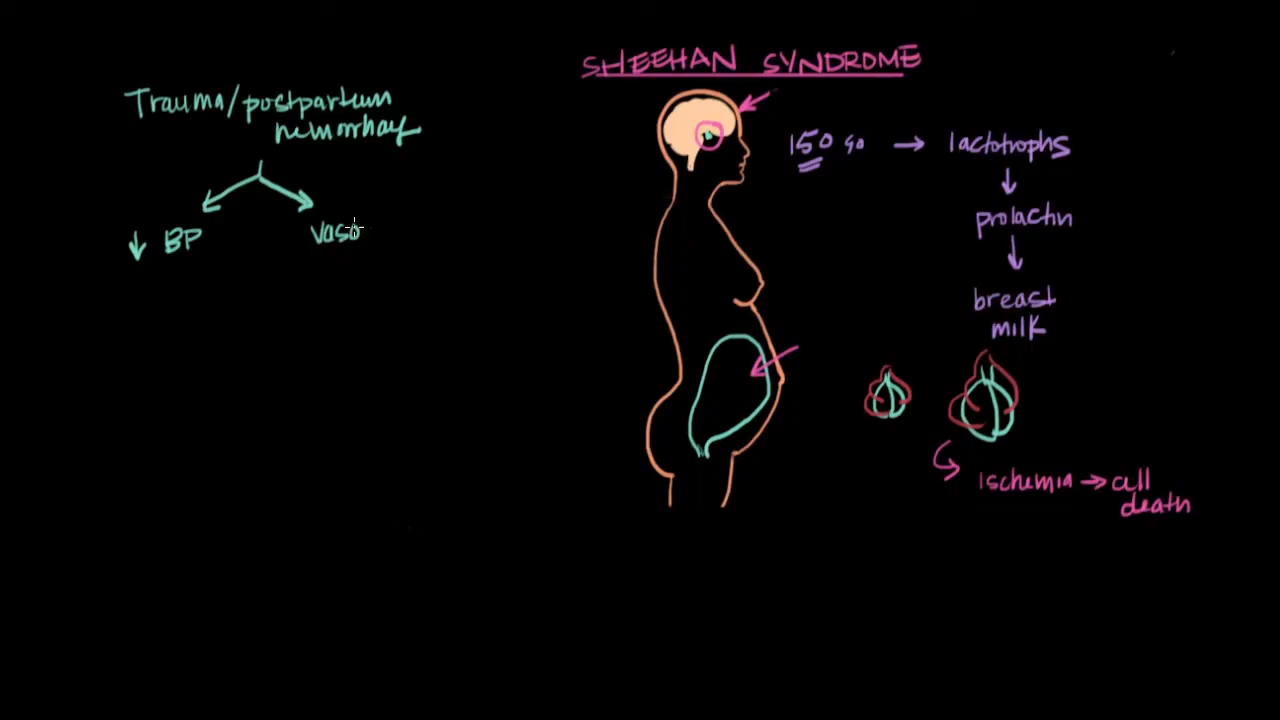 SHEEHAN SYNDROME
Trauma/postpartum
hemorrhage
↓ BP
Vaso
150 → lactotrophs
↓
prolactin
↓
breast
milk
ischemia → cell
death